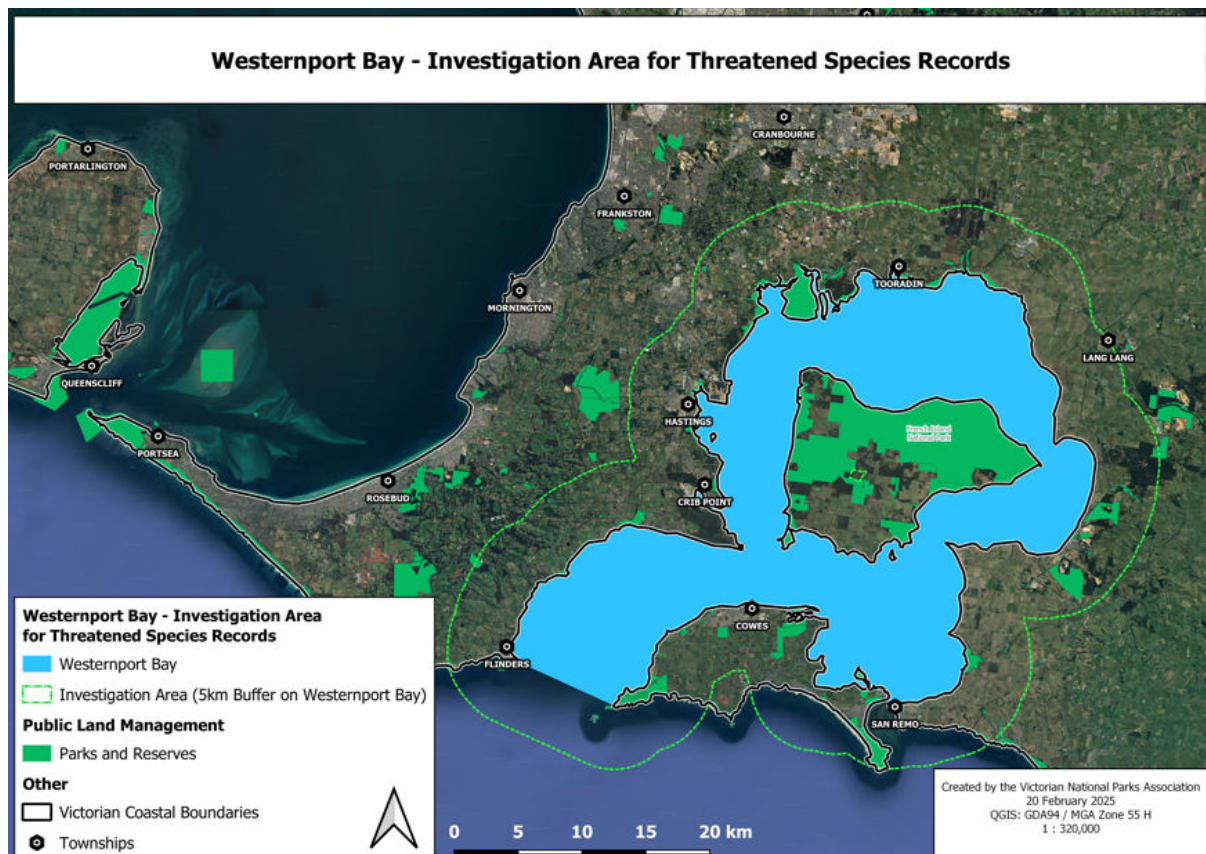 Westernport Bay - Investigation Area for Threatened Species Records
CRANBOURNE
PORTARLINGTON
FRANKSTON
TOORADIN
MORNINGTON
LANG LANG
QUEENSCLIFF
HASTINGS
French Island
National Park
PORTSEA
ROSEBUD
CRIB POINT
COWES
FLINDERS
SAN REMO
Westernport Bay - Investigation Area
for Threatened Species Records
Westernport Bay
Investigation Area (5km Buffer on Westernport Bay)
Public Land Management
Parks and Reserves
Other
Victorian Coastal Boundaries
Townships
0 5 10 15 20 km
Created by the Victorian National Parks Association
20 February 2025
QGIS: GDA94 / MGA Zone 55 H
1 : 320,000